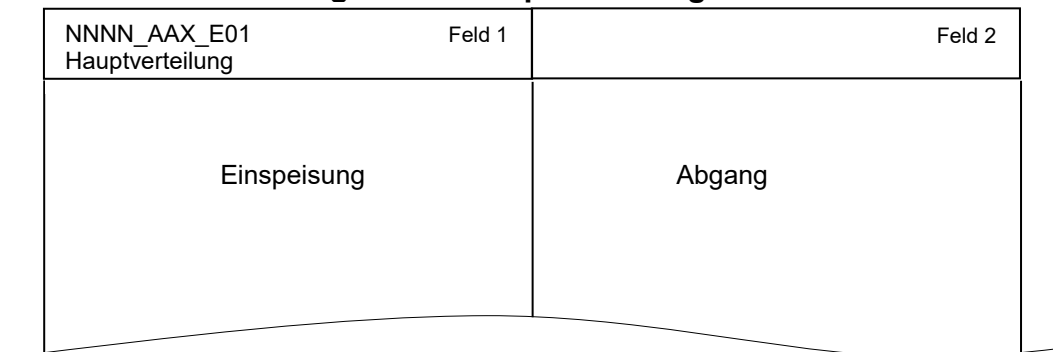 NNNN_AAX_E01 Feld 1
Hauptverteilung
Feld 2
Einspeisung
Abgang